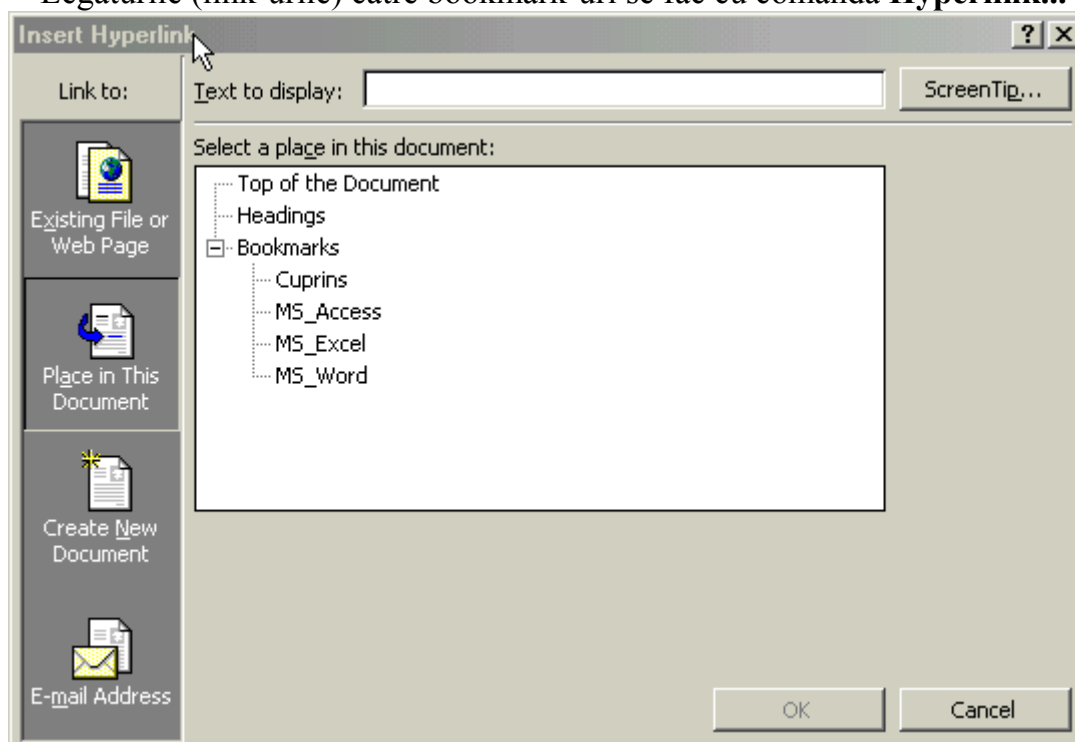 Legăturile (link-urile) către bookmark-uri se fac cu comanda Hyperlink...
Insert Hyperlink
Link to: Text to display: ScreenTip...
Select a place in this document:
Top of the Document
Headings
Bookmarks
Cuprins
MS_Access
MS_Excel
MS_Word
Existing File or
Web Page
Place in This
Document
Create New
Document
E-mail Address
OK Cancel